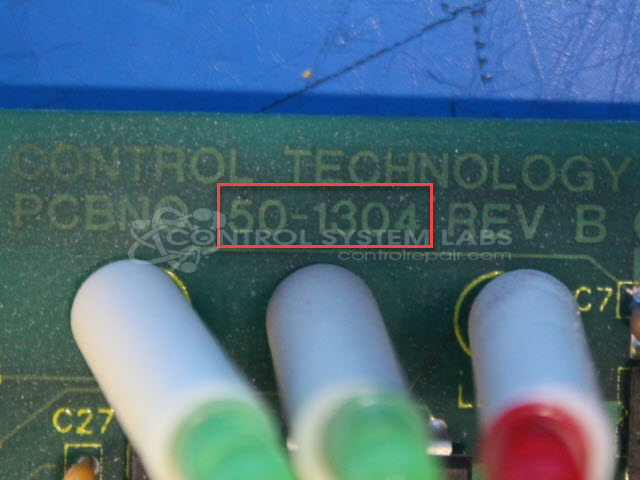 CONTROL TECHNOLOGY
PCBNO. 50-1304 REV B
CONTROL SYSTEM LABS
controlrepair.com
C7
C27